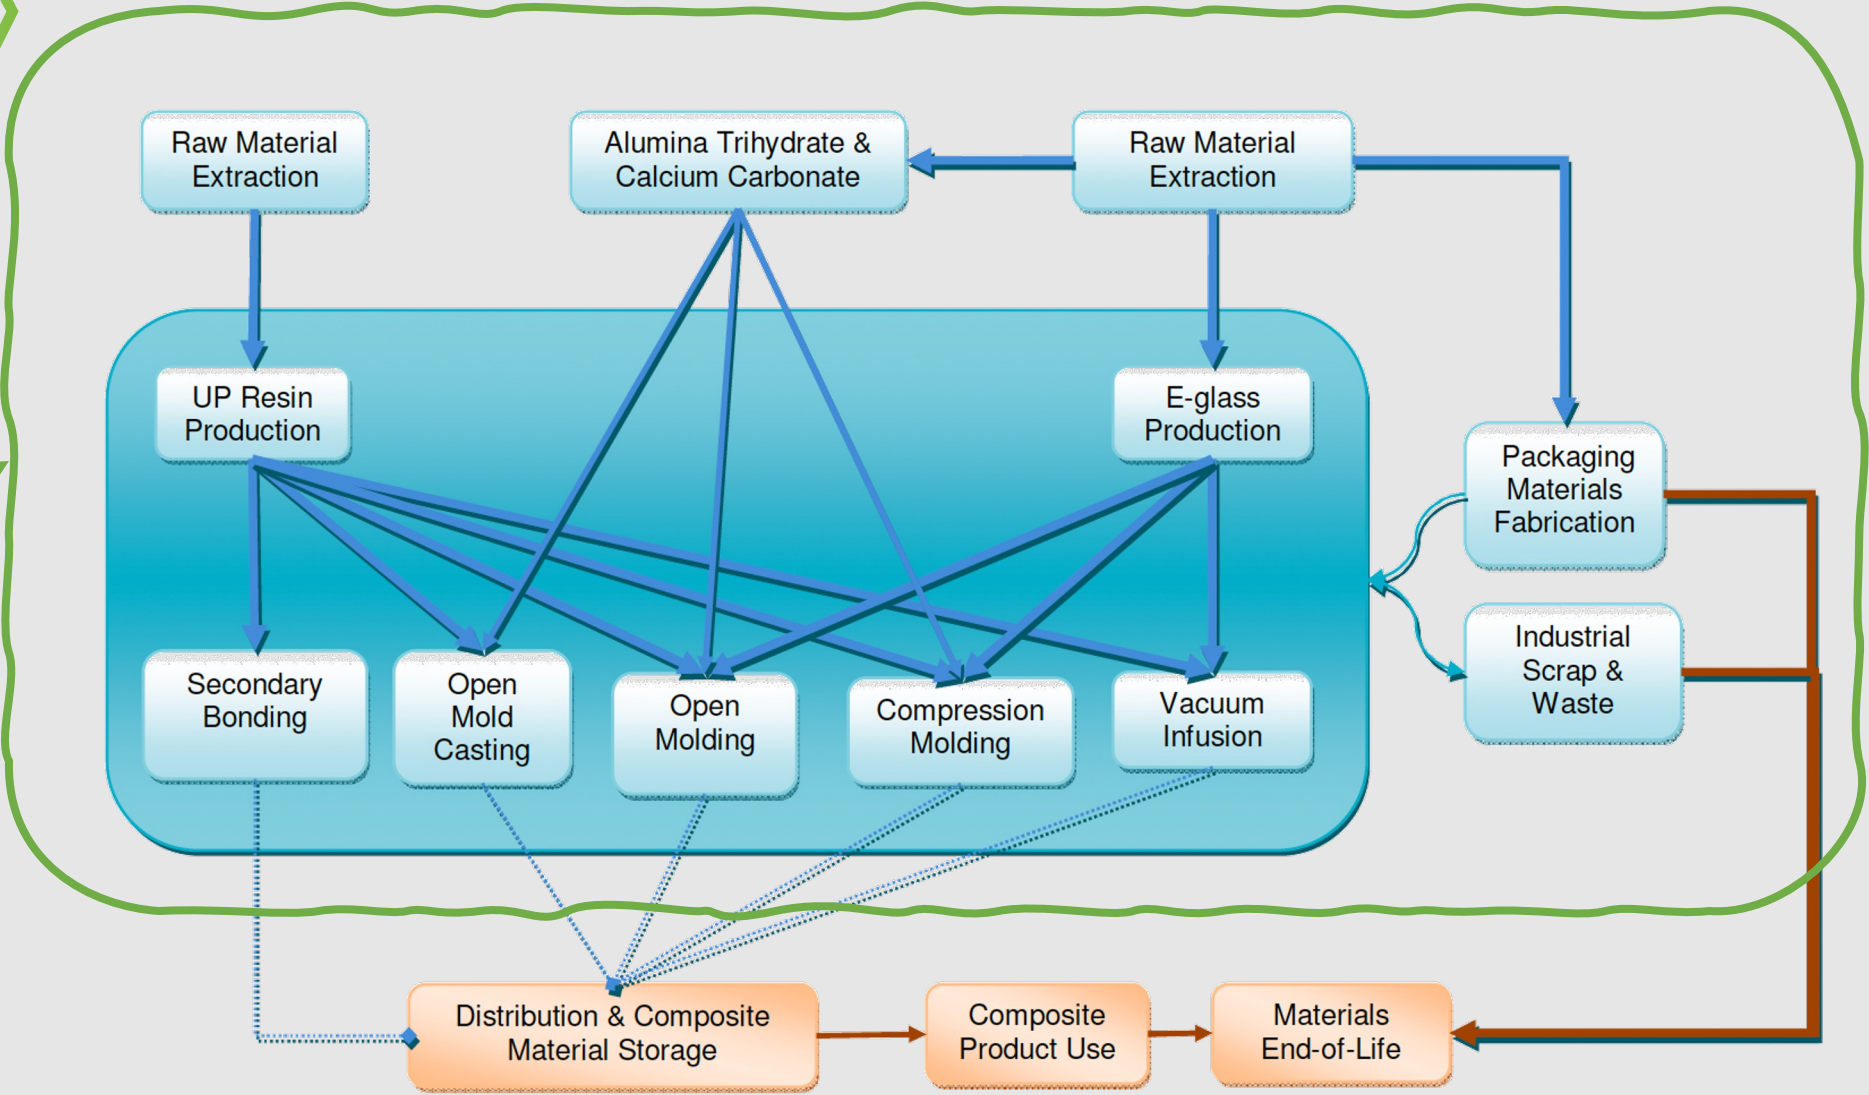 Raw Material
Extraction
Alumina Trihydrate &
Calcium Carbonate
Raw Material
Extraction
UP Resin
Production
E-glass
Production
Packaging
Materials
Fabrication
Industrial
Scrap &
Waste
Secondary
Bonding
Open
Mold
Casting
Open
Molding
Compression
Molding
Vacuum
Infusion
Distribution & Composite
Material Storage
Composite
Product Use
Materials
End-of-Life